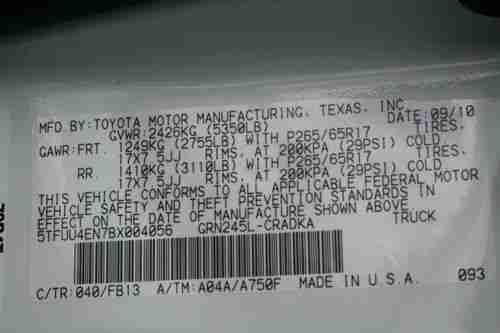 MFD. BY: TOYOTA MOTOR MANUFACTURING, TEXAS, INC.
GVWR: 2426KG (5350LB) DATE: 09/10
GAWR: FRT. 1249KG (2755LB) WITH P265/65R17 TIRES,
17X7.5JJ RIMS, AT 200KPA (29PSI) COLD
RR. 1410KG (3110LB) WITH P265/65R17 TIRES,
17X7.5JJ RIMS, AT 200KPA (29PSI) COLD
THIS VEHICLE CONFORMS TO ALL APPLICABLE FEDERAL MOTOR
VEHICLE SAFETY AND THEFT PREVENTION STANDARDS IN
EFFECT ON THE DATE OF MANUFACTURE SHOWN ABOVE.
5TFUU4EN7BX004056 GRN245L-CRADKA TRUCK
C/TR: 040/FB13 A/TM: A04A/A750F MADE IN U.S.A. 093